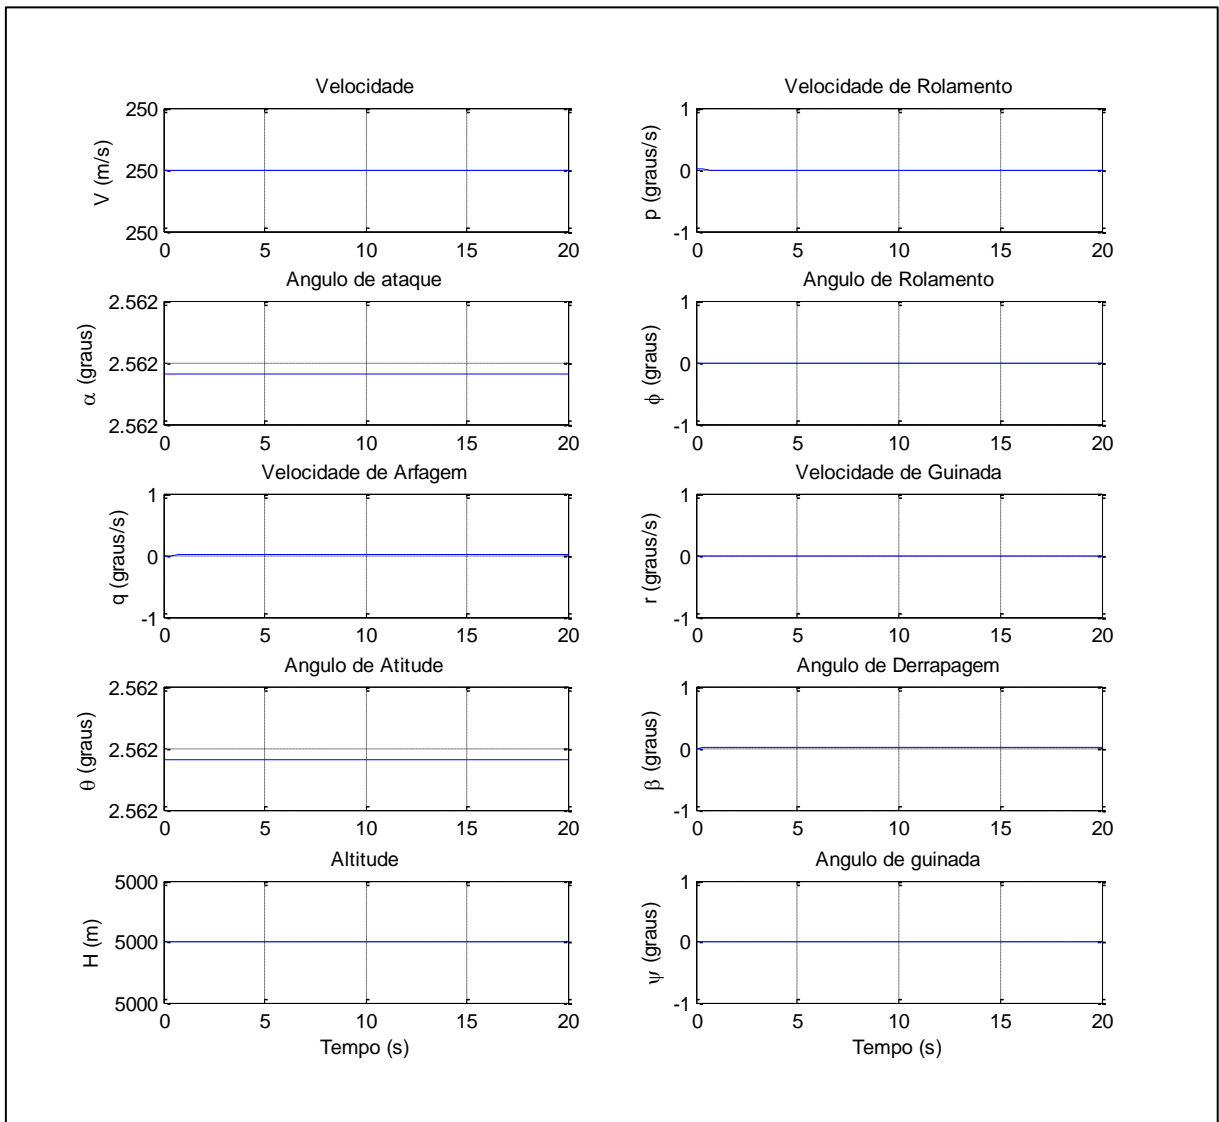 Velocidade
V (m/s)
250
250
250
0 5 10 15 20
Velocidade de Rolamento
p (graus/s)
1
0
-1
0 5 10 15 20
Angulo de ataque
α (graus)
2.562
2.562
2.562
0 5 10 15 20
Angulo de Rolamento
ϕ (graus)
1
0
-1
0 5 10 15 20
Velocidade de Arfagem
q (graus/s)
1
0
-1
0 5 10 15 20
Velocidade de Guinada
r (graus/s)
1
0
-1
0 5 10 15 20
Angulo de Atitude
θ (graus)
2.562
2.562
2.562
0 5 10 15 20
Angulo de Derrapagem
β (graus)
1
0
-1
0 5 10 15 20
Altitude
H (m)
5000
5000
5000
0 5 10 15 20
Tempo (s)
Angulo de guinada
ψ (graus)
1
0
-1
0 5 10 15 20
Tempo (s)